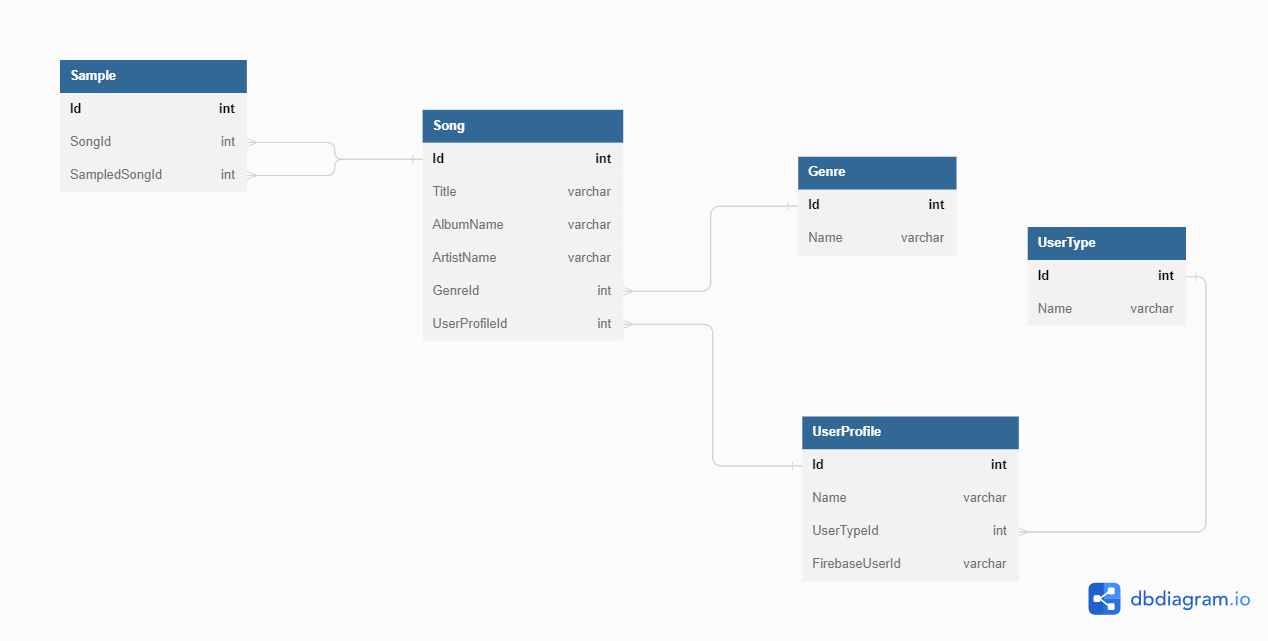 Sample
Id int
SongId int
SampledSongId int
Song
Id int
Title varchar
AlbumName varchar
ArtistName varchar
GenreId int
UserProfileId int
Genre
Id int
Name varchar
UserType
Id int
Name varchar
UserProfile
Id int
Name varchar
UserTypeId int
FirebaseUserId varchar
dbdiagram.io